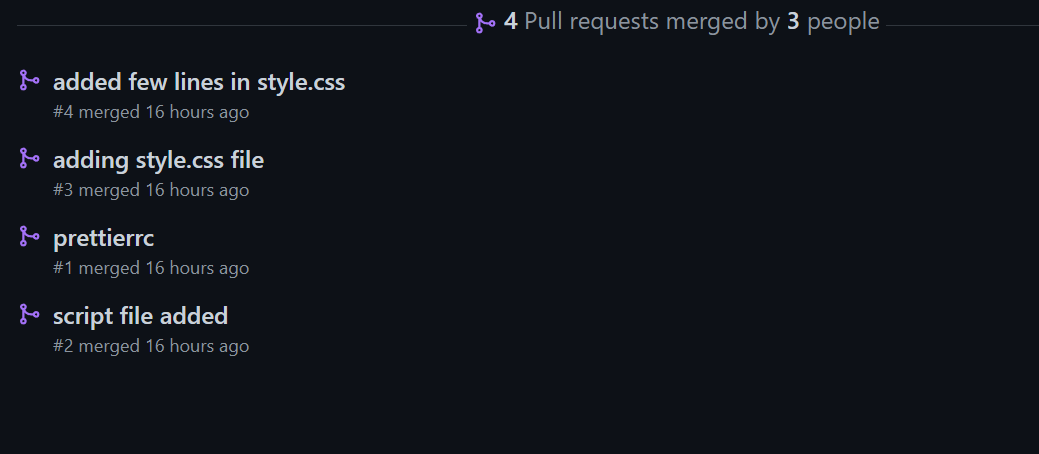 4 Pull requests merged by 3 people
added few lines in style.css
#4 merged 16 hours ago
adding style.css file
#3 merged 16 hours ago
prettierrc
#1 merged 16 hours ago
script file added
#2 merged 16 hours ago